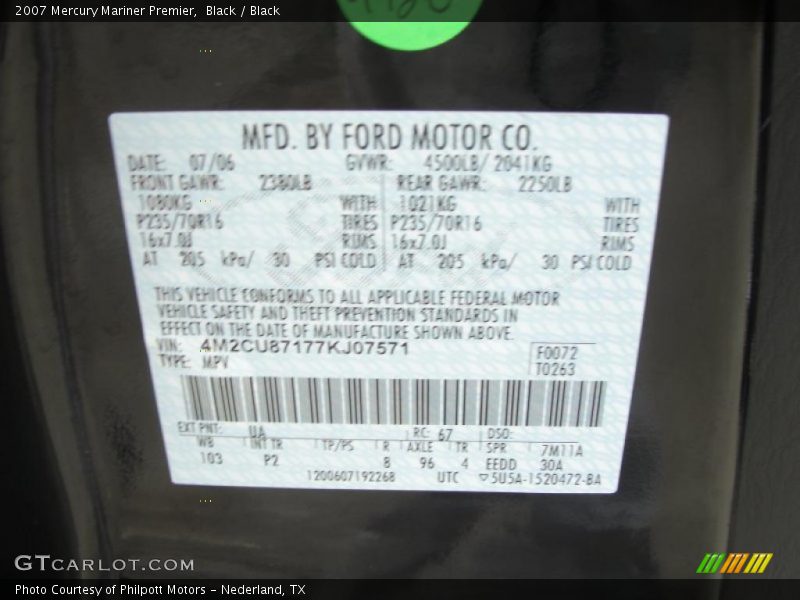 2007 Mercury Mariner Premier,  Black / Black
MFD. BY FORD MOTOR CO.
DATE: 07/06 GVWR: 4500LB/ 2041KG
FRONT GAWR: 2380LB REAR GAWR: 2250LB
1080KG WITH 1021KG WITH
P235/70R16 TIRES P235/70R16 TIRES
16x7.0J RIMS 16x7.0J RIMS
AT 205 kPa/ 30 PSI COLD AT 205 kPa/ 30 PSI COLD
THIS VEHICLE CONFORMS TO ALL APPLICABLE FEDERAL MOTOR
VEHICLE SAFETY AND THEFT PREVENTION STANDARDS IN
EFFECT ON THE DATE OF MANUFACTURE SHOWN ABOVE.
VIN: 4M2CU87177KJ07571 F0072
TYPE: MPV T0263
EXT PNT: UA RC: 67 DSO:
WB INT TR TP/PS R AXLE TR SPR 7M11A
103 P2 8 96 4 EEDD 30A
1200607192268 UTC ▽5U5A-1520472-BA
GTCARLOT.COM
Photo Courtesy of Philpott Motors - Nederland, TX